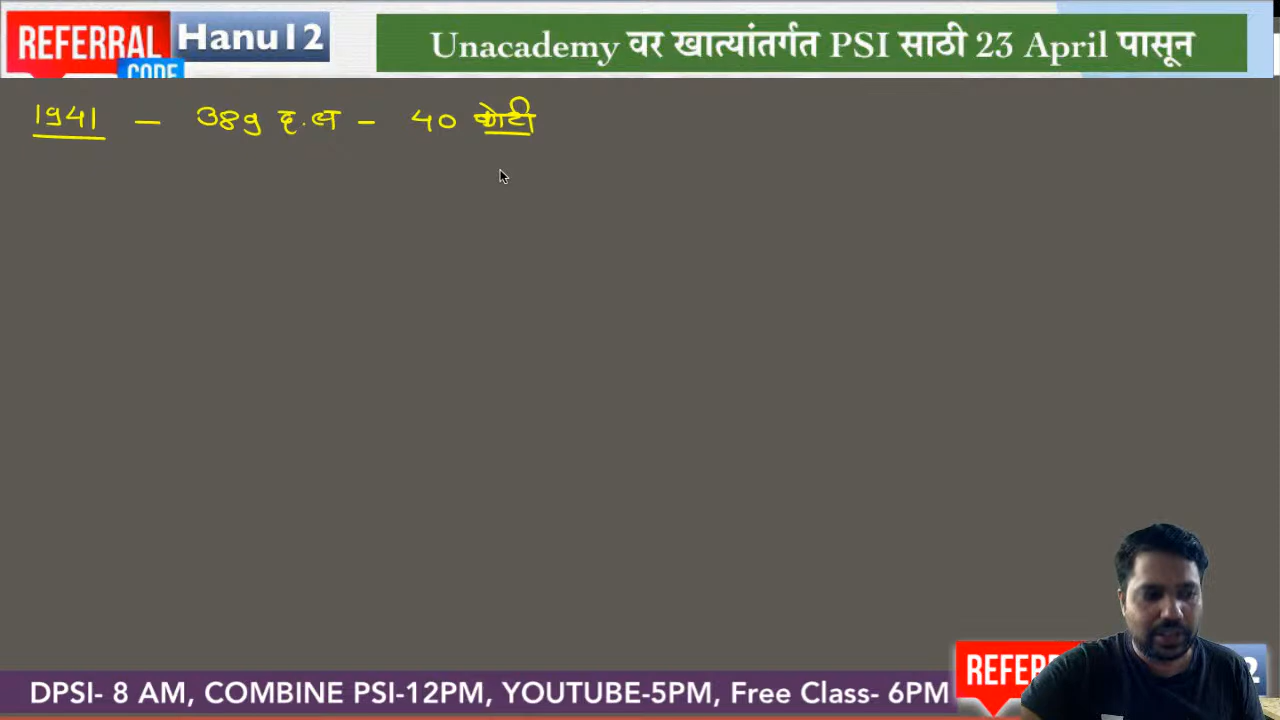 REFERRAL CODE Hanu12
Unacademy वर खात्यांतर्गत PSI साठी 23 April पासून
1941 – 389 द.ल – 40 कोटी
DPSI- 8 AM, COMBINE PSI-12PM, YOUTUBE-5PM, Free Class- 6PM